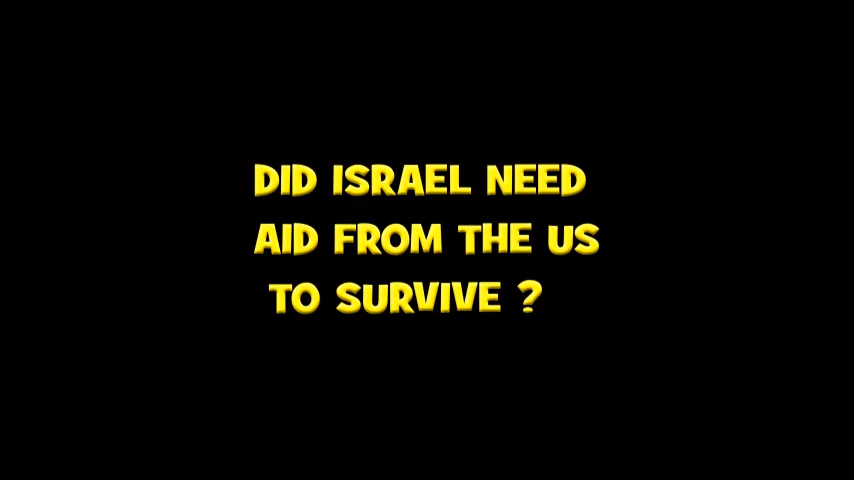 DID ISRAEL NEED
AID FROM THE US
TO SURVIVE ?